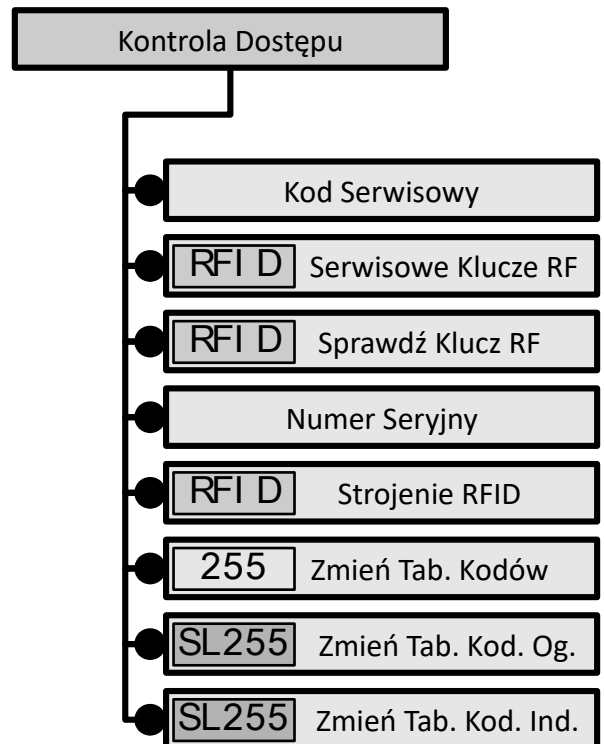 Kontrola Dostępu
Kod Serwisowy
RFID Serwisowe Klucze RF
RFID Sprawdź Klucz RF
Numer Seryjny
RFID Strojenie RFID
255 Zmień Tab. Kodów
SL255 Zmień Tab. Kod. Og.
SL255 Zmień Tab. Kod. Ind.